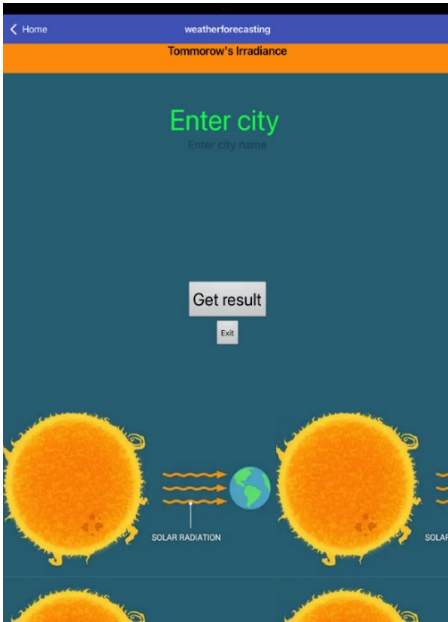 Home
weatherforecasting
Tommorow's Irradiance
Enter city
Enter city name
Get result
Exit
SOLAR RADIATION
SOLAR